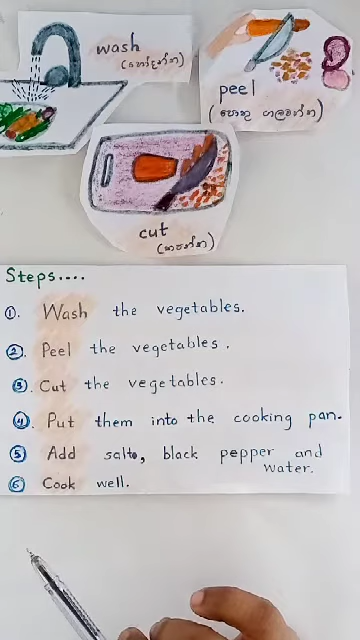 wash
(හෝදන්න)
peel
(පොතු ගලවන්න)
cut
(කපන්න)
Steps....
①. Wash the vegetables.
②. Peel the vegetables.
③. Cut the vegetables.
④. Put them into the cooking pan.
⑤ Add salt, black pepper and
water.
⑥ Cook well.